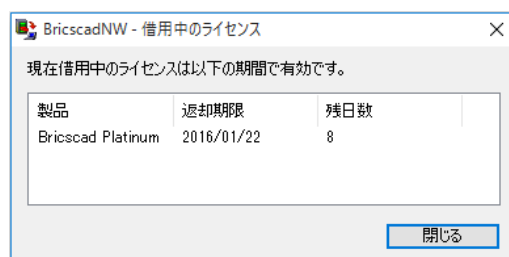 BricscadNW - 借用中のライセンス
現在借用中のライセンスは以下の期間で有効です。
製品 返却期限 残日数
Bricscad Platinum 2016/01/22 8
閉じる